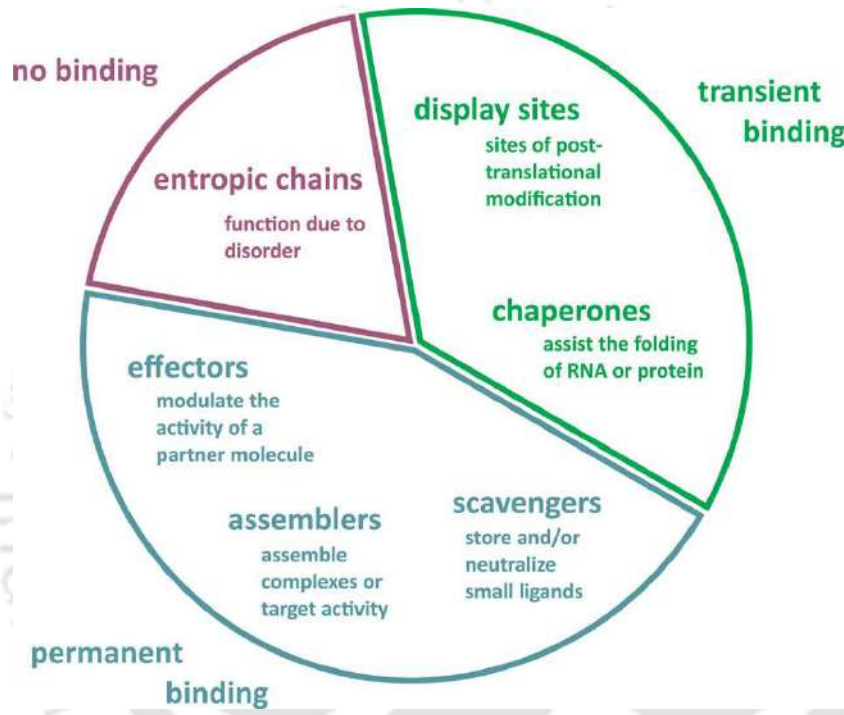 no binding
entropic chains
function due to
disorder
display sites
sites of post-
translational
modification
transient
binding
chaperones
assist the folding
of RNA or protein
effectors
modulate the
activity of a
partner molecule
assemblers
assemble
complexes or
target activity
scavengers
store and/or
neutralize
small ligands
permanent
binding